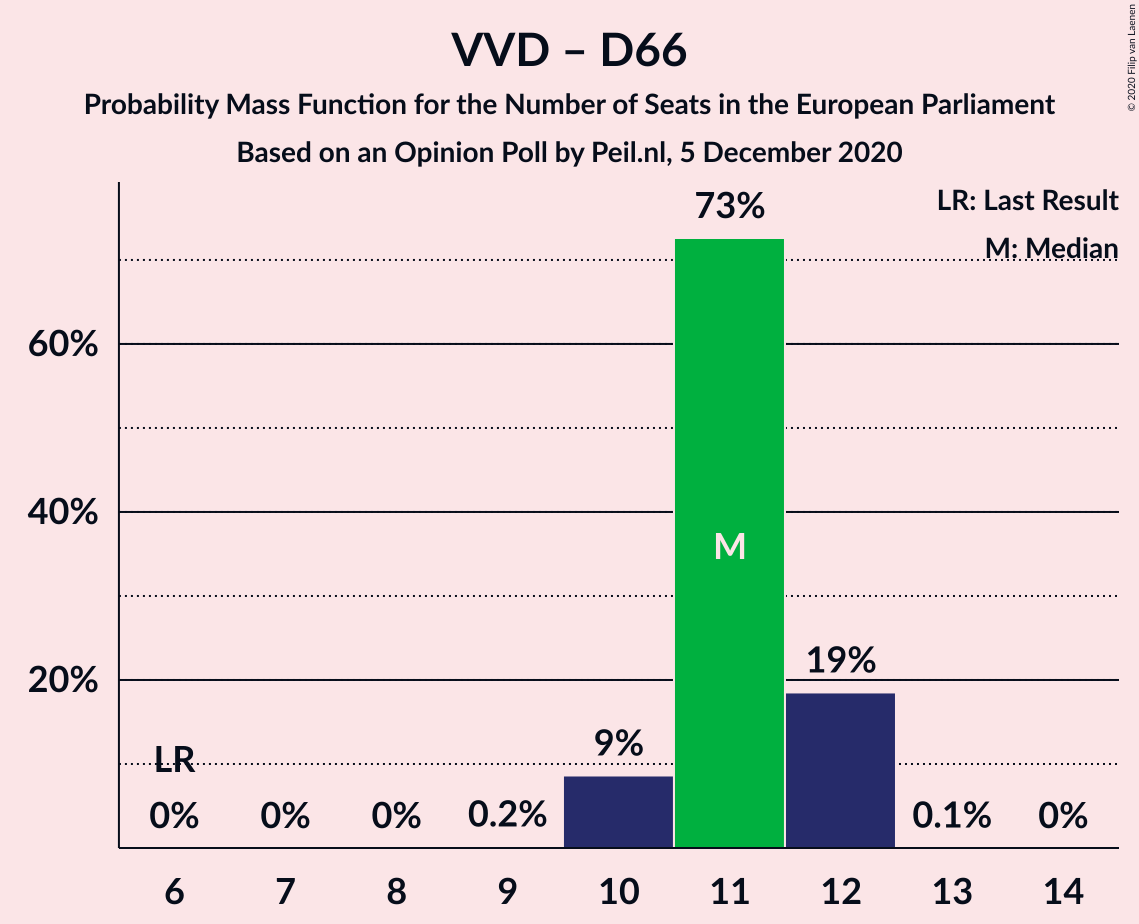 VVD – D66
Probability Mass Function for the Number of Seats in the European Parliament
Based on an Opinion Poll by Peil.nl, 5 December 2020
© 2020 Filip van Laenen
LR: Last Result
M: Median
60%
40%
20%
LR
0%
0%
0%
0.2%
9%
73%
M
19%
0.1%
0%
6 7 8 9 10 11 12 13 14